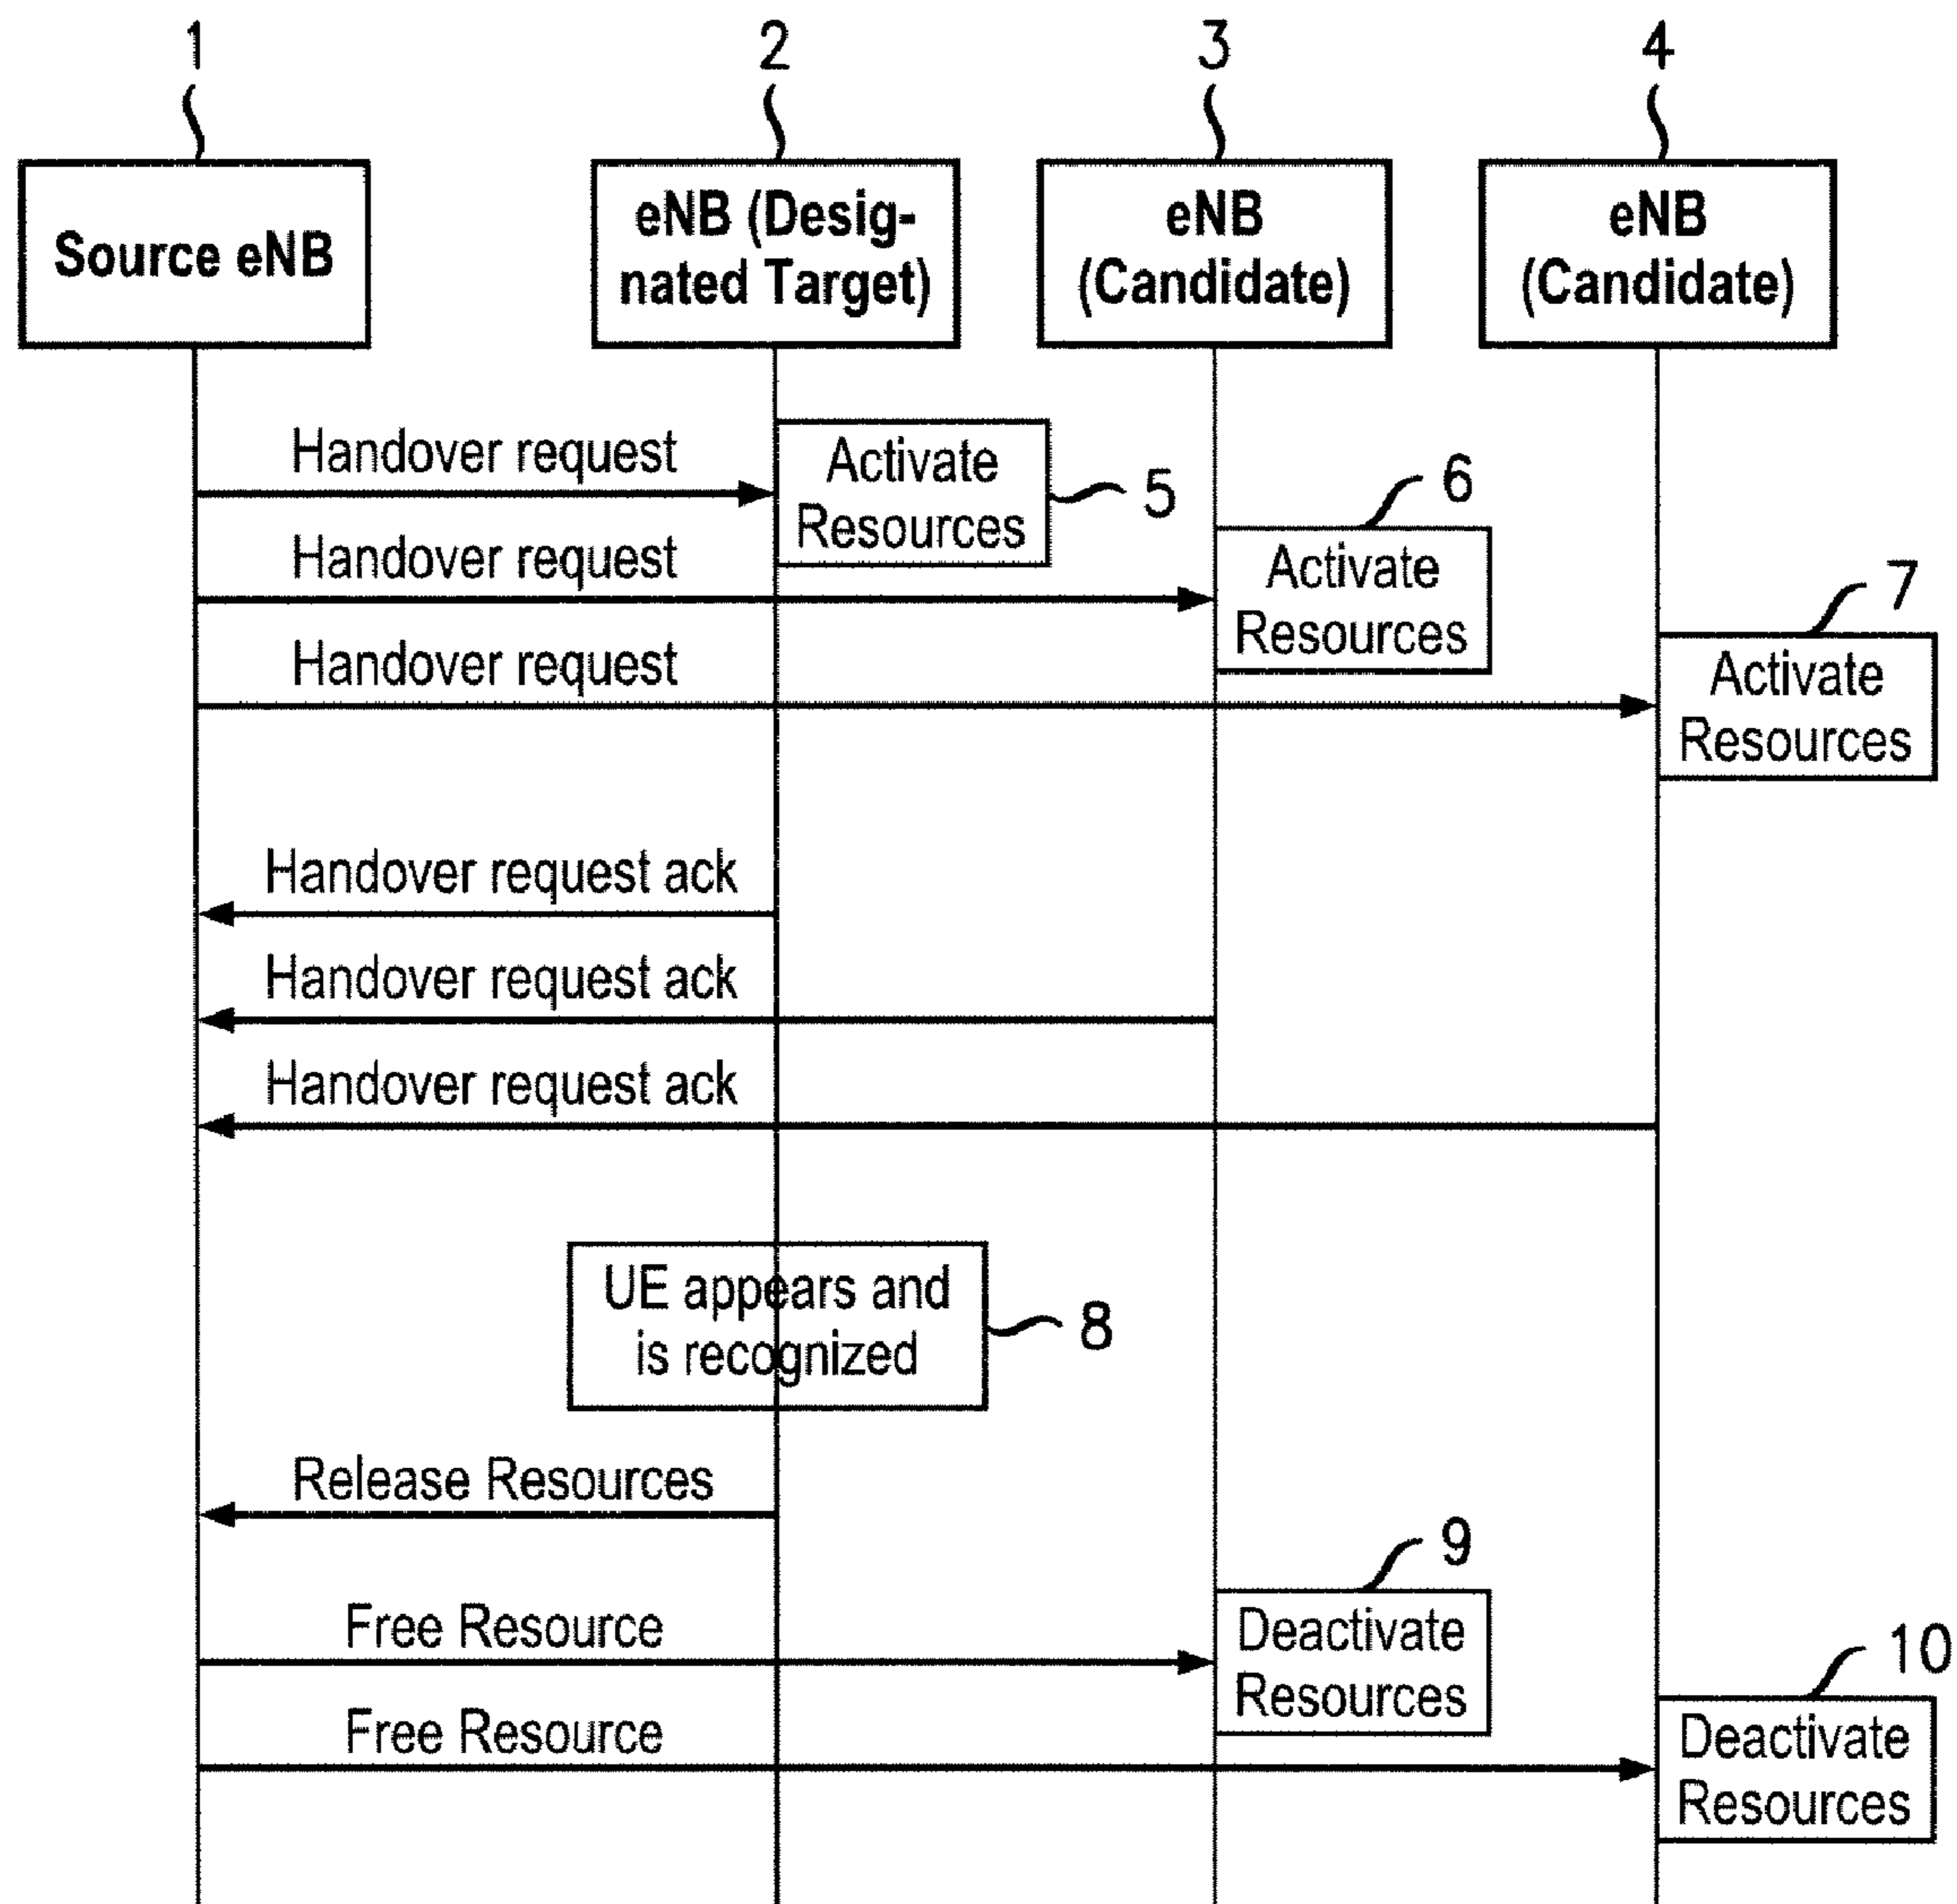 1
2
3
4
Source eNB
eNB (Desig-
nated Target)
eNB
(Candidate)
eNB
(Candidate)
Handover request
Activate
Resources
5
Handover request
Activate
Resources
6
Handover request
Activate
Resources
7
Handover request ack
Handover request ack
Handover request ack
UE appears and
is recognized
8
Release Resources
Free Resource
Deactivate
Resources
9
Free Resource
Deactivate
Resources
10